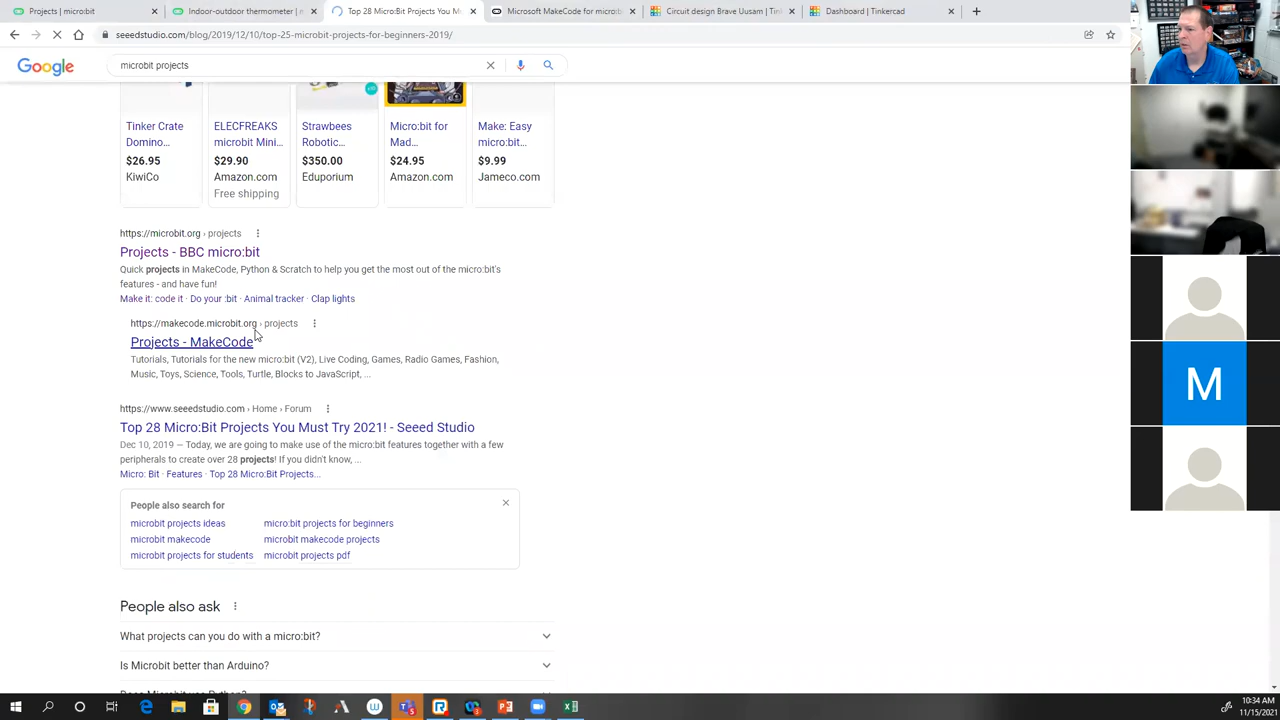 Projects | microbit
Indoor-outdoor thermometer | m
Top 28 Micro:Bit Projects You M
Microsoft MakeCode for micro:b
Circuit design Brave Uusam | Tin
Dashboard | Tin
seeedstudio.com/blog/2019/12/10/top-25-microbit-projects-for-beginners-2019/
Google
microbit projects
Tinker Crate
Domino...
$26.95
KiwiCo
ELECFREAKS
microbit Mini...
$29.90
Amazon.com
Free shipping
Strawbees
Robotic...
$350.00
Eduporium
Micro:bit for
Mad...
$24.95
Amazon.com
Make: Easy
micro:bit...
$9.99
Jameco.com
https://microbit.org › projects
Projects - BBC micro:bit
Quick projects in MakeCode, Python & Scratch to help you get the most out of the micro:bit's
features - and have fun!
Make it: code it · Do your :bit · Animal tracker · Clap lights
https://makecode.microbit.org › projects
Projects - MakeCode
Tutorials, Tutorials for the new micro:bit (V2), Live Coding, Games, Radio Games, Fashion,
Music, Toys, Science, Tools, Turtle, Blocks to JavaScript, ...
https://www.seeedstudio.com › Home › Forum
Top 28 Micro:Bit Projects You Must Try 2021! - Seeed Studio
Dec 10, 2019 — Today, we are going to make use of the micro:bit features together with a few
peripherals to create over 28 projects! If you didn't know, ...
Micro: Bit · Features · Top 28 Micro:Bit Projects...
People also search for
microbit projects ideas
micro:bit projects for beginners
microbit makecode
microbit makecode projects
microbit projects for students
microbit projects pdf
People also ask
What projects can you do with a micro:bit?
Is Microbit better than Arduino?
M
10:34 AM
11/15/2021